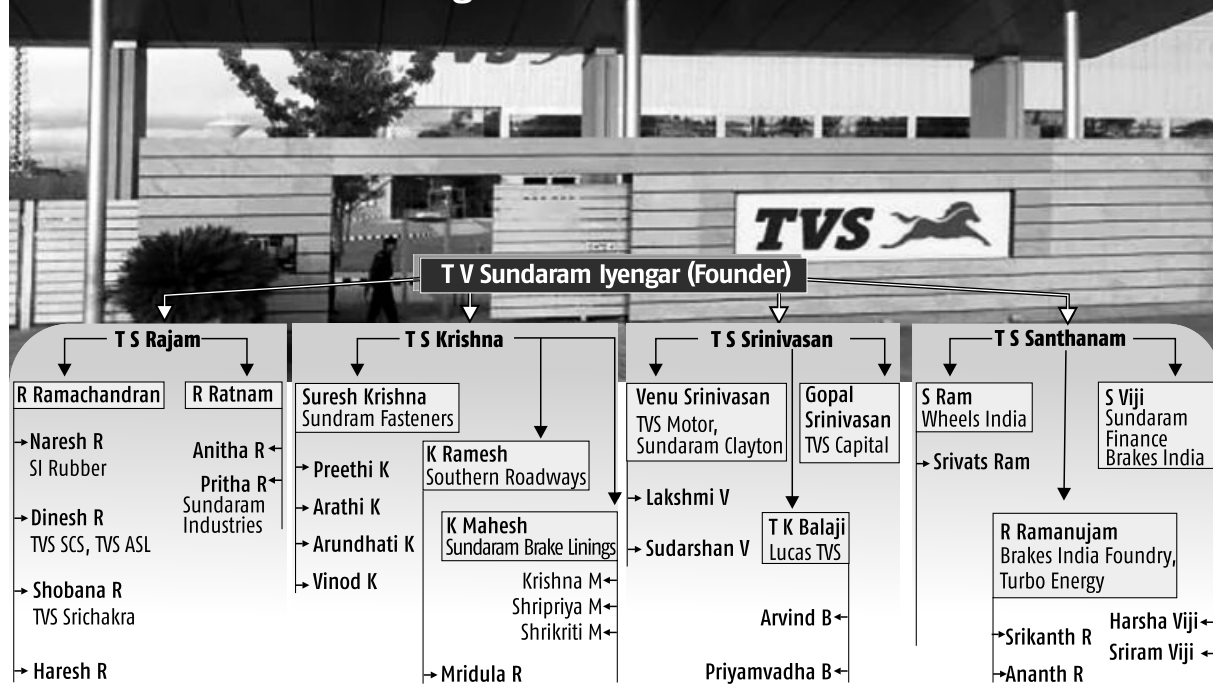 TVS
TVS
T V Sundaram Iyengar (Founder)
T S Rajam
R Ramachandran
Naresh R
SI Rubber
Dinesh R
TVS SCS, TVS ASL
Shobana R
TVS Srichakra
Haresh R
R Ratnam
Anitha R
Pritha R
Sundaram
Industries
T S Krishna
Suresh Krishna
Sundram Fasteners
Preethi K
Arathi K
Arundhati K
Vinod K
K Ramesh
Southern Roadways
Mridula R
K Mahesh
Sundaram Brake Linings
Krishna M
Shripriya M
Shrikriti M
T S Srinivasan
Venu Srinivasan
TVS Motor,
Sundaram Clayton
Lakshmi V
Sudarshan V
T K Balaji
Lucas TVS
Arvind B
Priyamvadha B
Gopal
Srinivasan
TVS Capital
T S Santhanam
S Ram
Wheels India
Srivats Ram
R Ramanujam
Brakes India Foundry,
Turbo Energy
Srikanth R
Ananth R
S Viji
Sundaram
Finance
Brakes India
Harsha Viji
Sriram Viji